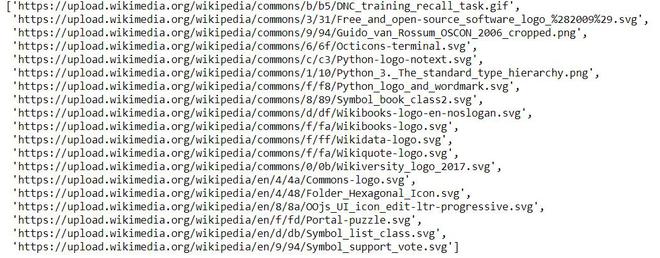 ['https://upload.wikimedia.org/wikipedia/commons/b/b5/DNC_training_recall_task.gif',
'https://upload.wikimedia.org/wikipedia/commons/3/31/Free_and_open-source_software_logo_%282009%29.svg',
'https://upload.wikimedia.org/wikipedia/commons/9/94/Guido_van_Rossum_OSCON_2006_cropped.png',
'https://upload.wikimedia.org/wikipedia/commons/6/6f/Octicons-terminal.svg',
'https://upload.wikimedia.org/wikipedia/commons/c/c3/Python-logo-notext.svg',
'https://upload.wikimedia.org/wikipedia/commons/1/10/Python_3._The_standard_type_hierarchy.png',
'https://upload.wikimedia.org/wikipedia/commons/f/f8/Python_logo_and_wordmark.svg',
'https://upload.wikimedia.org/wikipedia/commons/8/89/Symbol_book_class2.svg',
'https://upload.wikimedia.org/wikipedia/commons/d/df/Wikibooks-logo-en-noslogan.svg',
'https://upload.wikimedia.org/wikipedia/commons/f/fa/Wikibooks-logo.svg',
'https://upload.wikimedia.org/wikipedia/commons/f/ff/Wikidata-logo.svg',
'https://upload.wikimedia.org/wikipedia/commons/f/fa/Wikiquote-logo.svg',
'https://upload.wikimedia.org/wikipedia/commons/0/0b/Wikiversity_logo_2017.svg',
'https://upload.wikimedia.org/wikipedia/en/4/4a/Commons-logo.svg',
'https://upload.wikimedia.org/wikipedia/en/4/48/Folder_Hexagonal_Icon.svg',
'https://upload.wikimedia.org/wikipedia/en/8/8a/OOjs_UI_icon_edit-ltr-progressive.svg',
'https://upload.wikimedia.org/wikipedia/en/f/fd/Portal-puzzle.svg',
'https://upload.wikimedia.org/wikipedia/en/d/db/Symbol_list_class.svg',
'https://upload.wikimedia.org/wikipedia/en/9/94/Symbol_support_vote.svg']